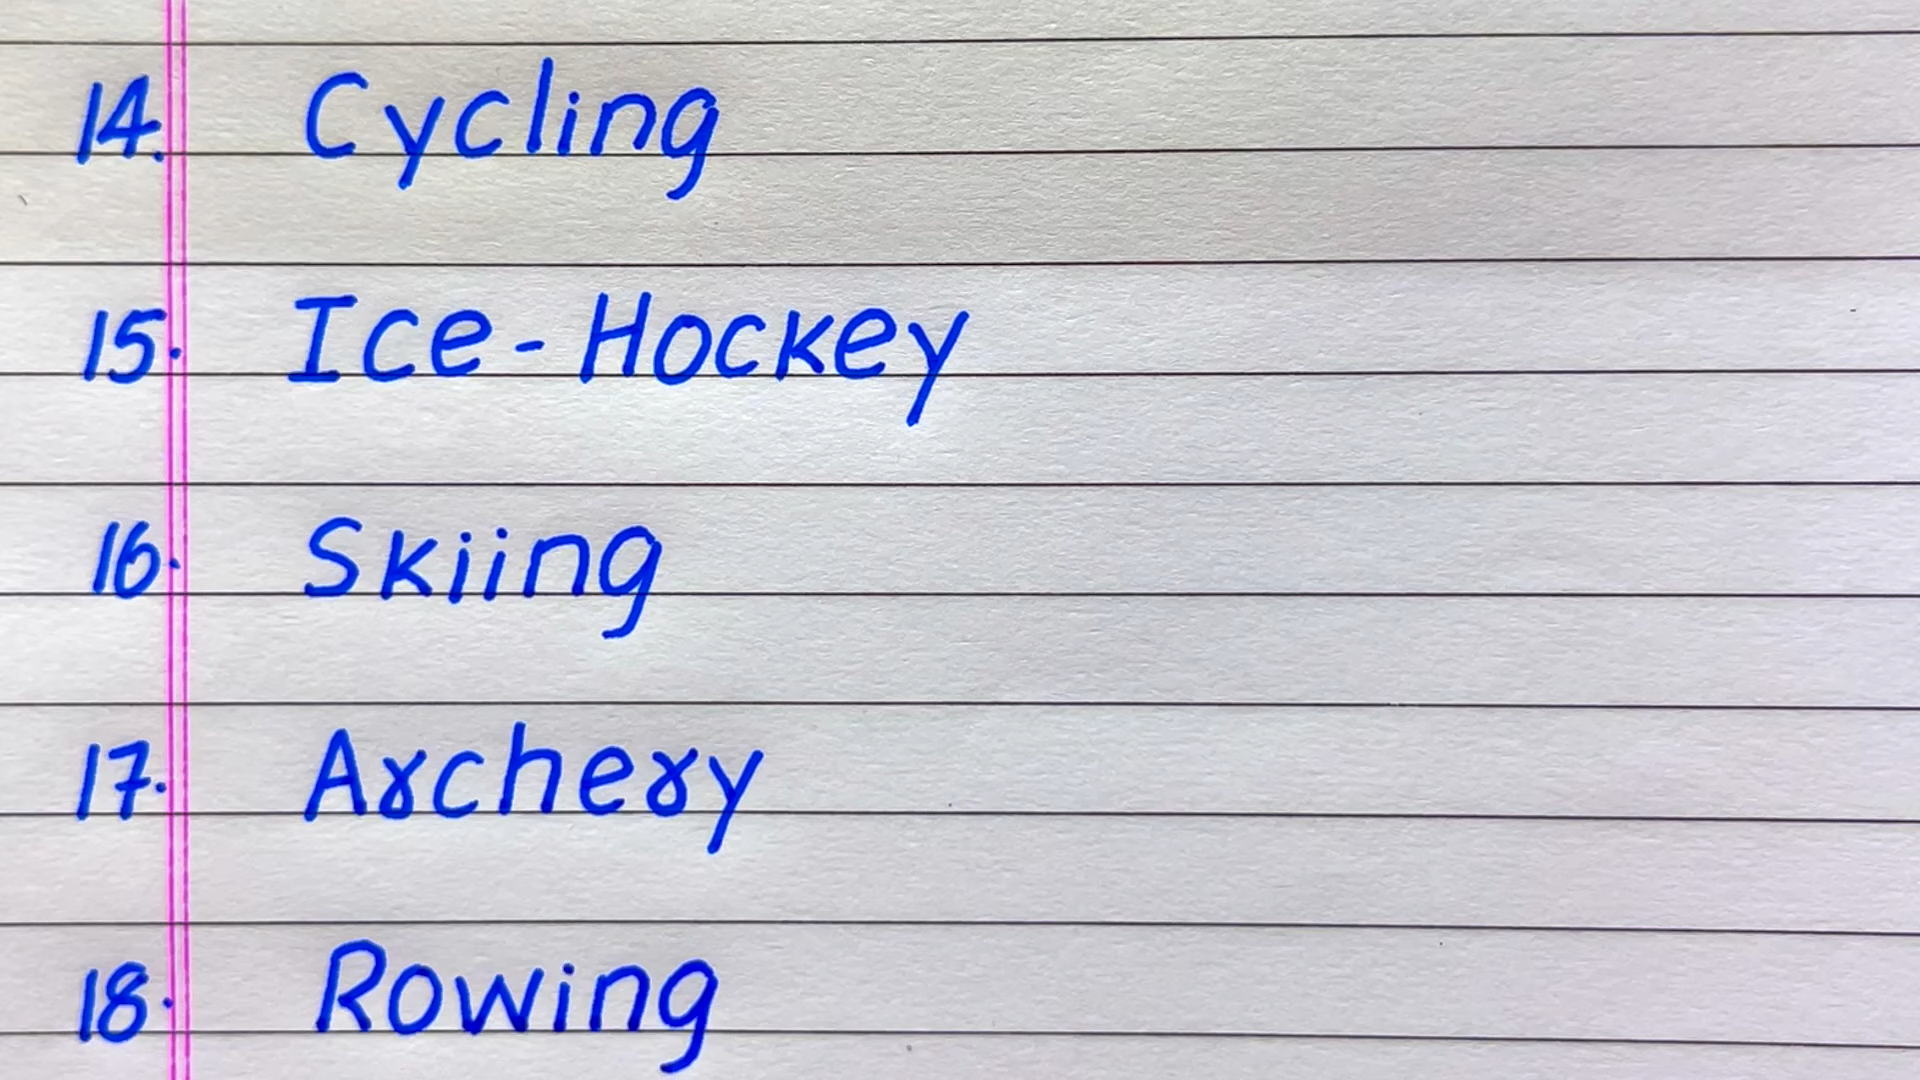 14. Cycling
15. Ice-Hockey
16. Skiing
17. Archery
18. Rowing